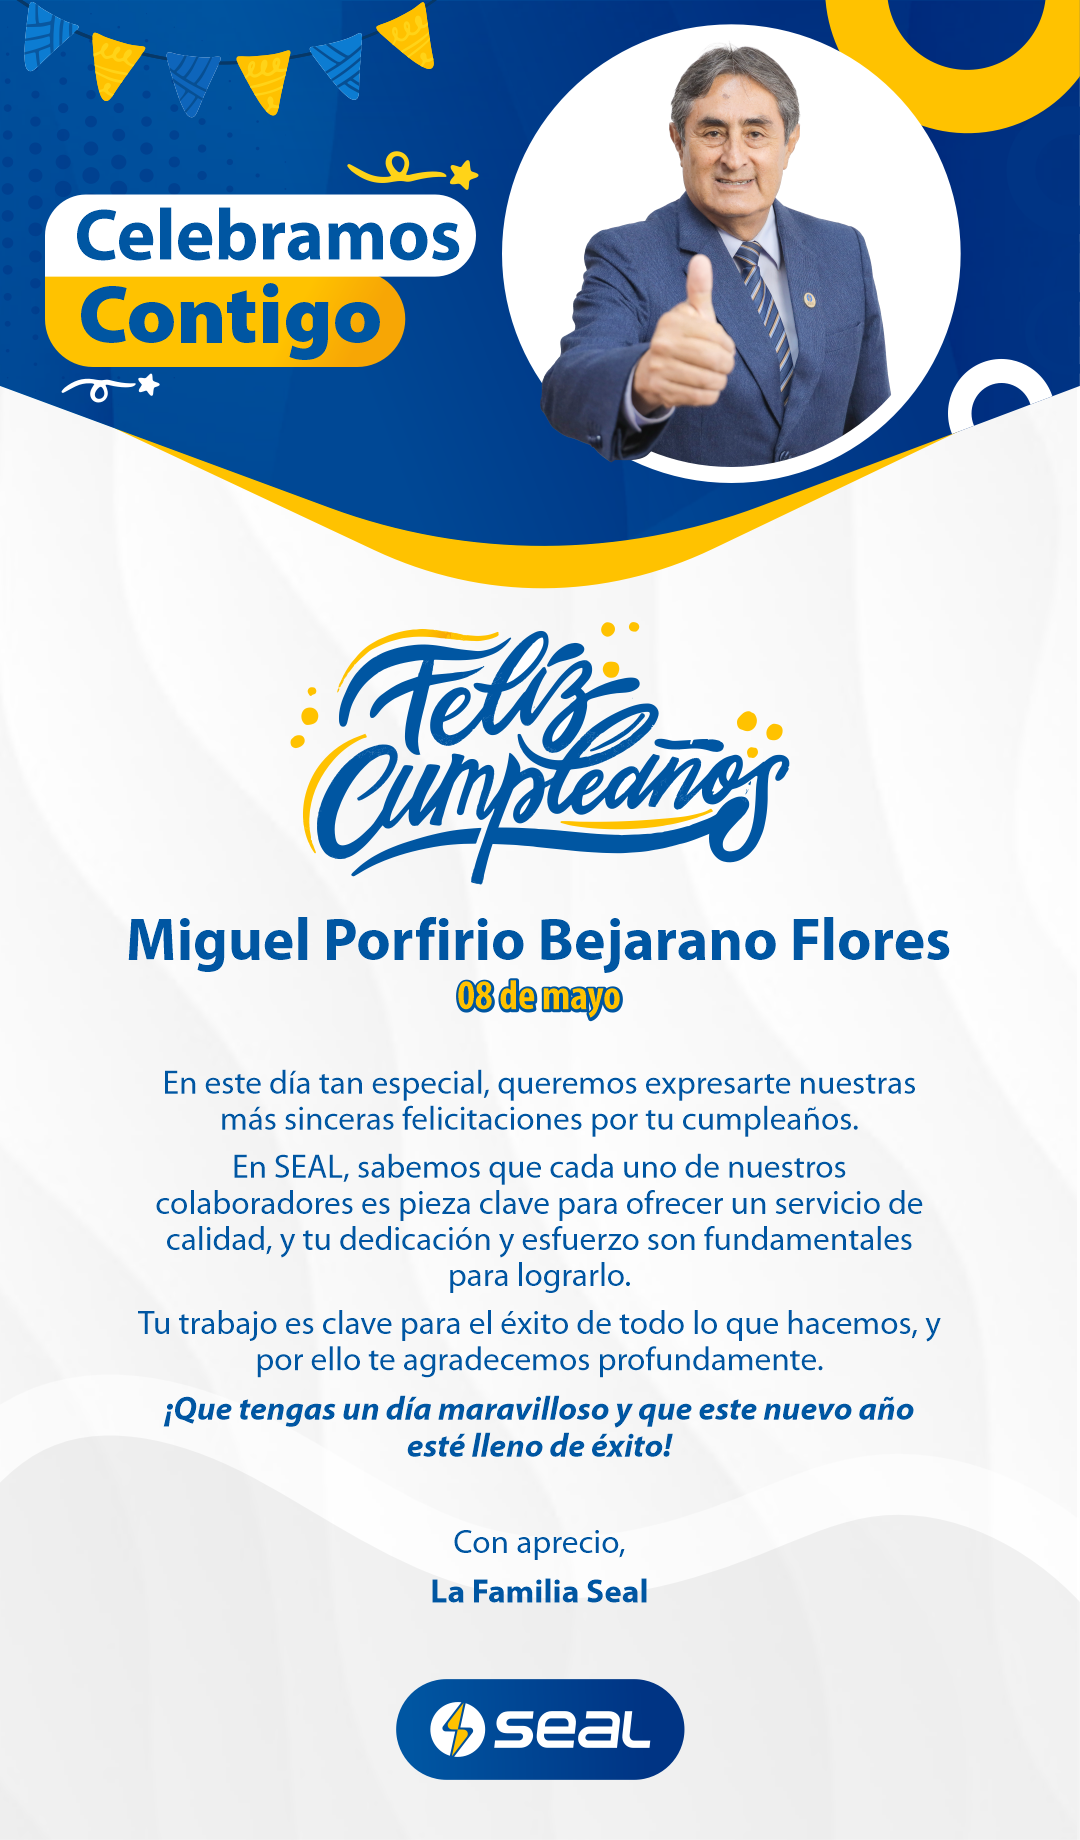 Celebramos
Contigo
Feliz
Cumpleaños
Miguel Porfirio Bejarano Flores
08 de mayo
En este día tan especial, queremos expresarte nuestras
más sinceras felicitaciones por tu cumpleaños.
En SEAL, sabemos que cada uno de nuestros
colaboradores es pieza clave para ofrecer un servicio de
calidad, y tu dedicación y esfuerzo son fundamentales
para lograrlo.
Tu trabajo es clave para el éxito de todo lo que hacemos, y
por ello te agradecemos profundamente.
¡Que tengas un día maravilloso y que este nuevo año
esté lleno de éxito!
Con aprecio,
La Familia Seal
seal